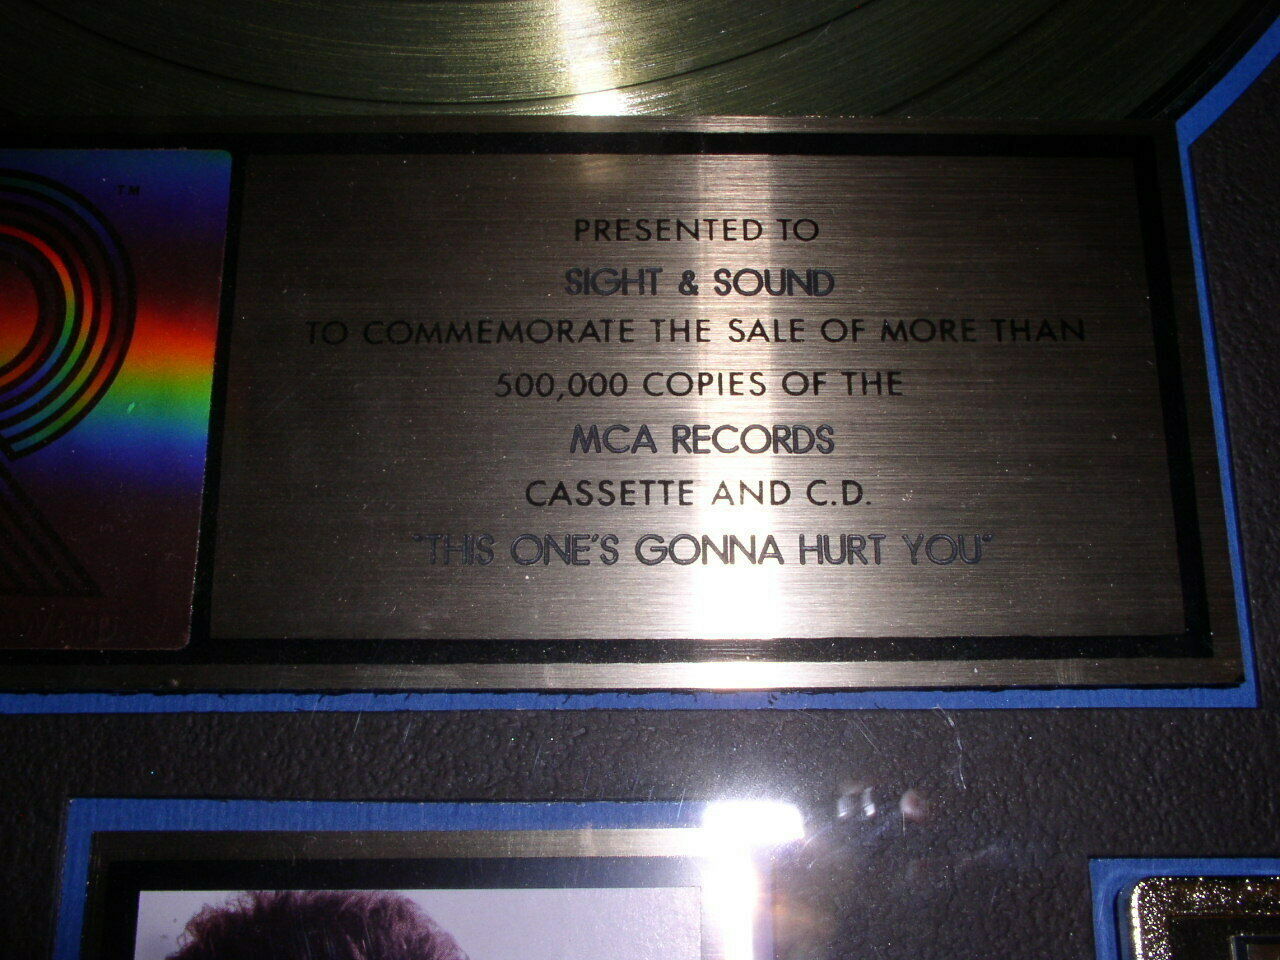 TM
PRESENTED TO
SIGHT & SOUND
TO COMMEMORATE THE SALE OF MORE THAN
500,000 COPIES OF THE
MCA RECORDS
CASSETTE AND C.D.
"THIS ONE'S GONNA HURT YOU"